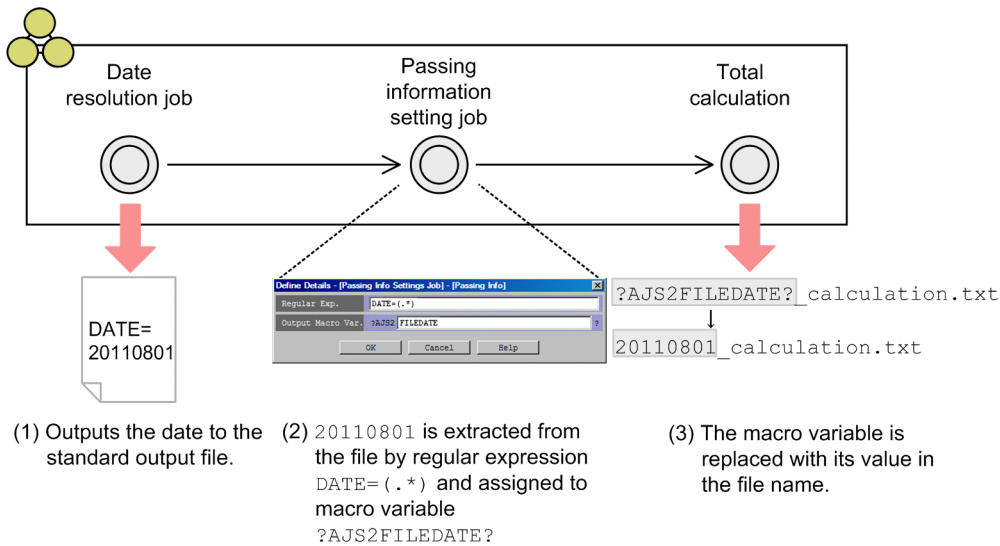 Date
resolution job
Passing
information
setting job
Total
calculation
DATE=
20110801
Define Details - [Passing Info Settings Job] - [Passing Info]
Regular Exp.
DATE=(.*)
Output Macro Var.
?AJS2
FILEDATE
?
OK
Cancel
Help
?AJS2FILEDATE?_calculation.txt
↓
20110801_calculation.txt
(1) Outputs the date to the
standard output file.
(2) 20110801 is extracted from
the file by regular expression
DATE=(.*) and assigned to
macro variable
?AJS2FILEDATE?
(3) The macro variable is
replaced with its value in
the file name.